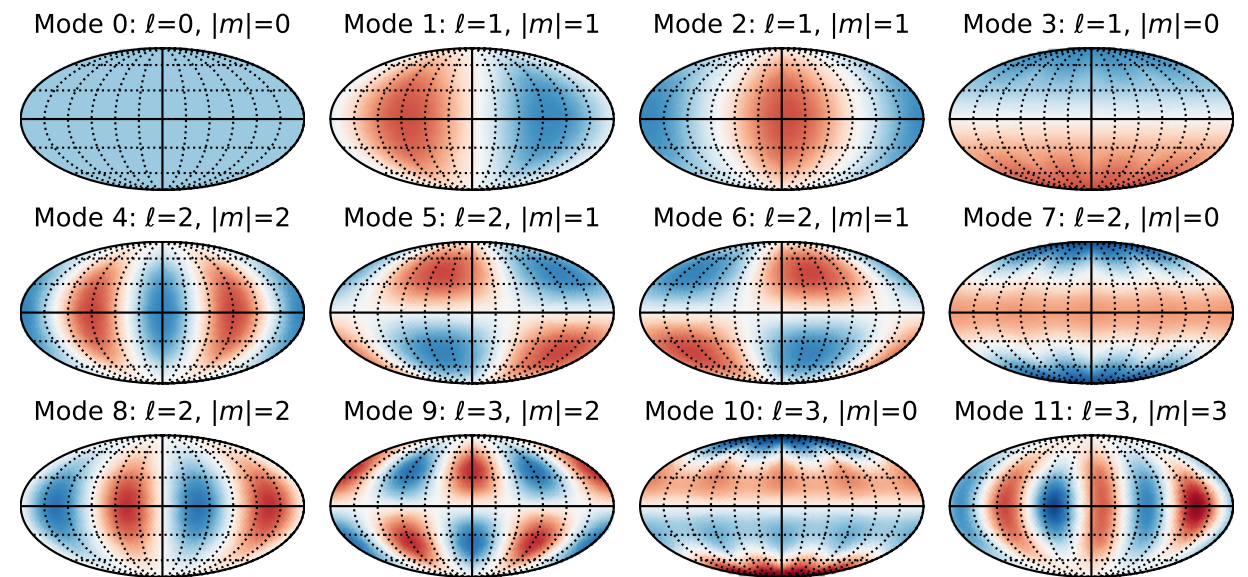 Mode 0: ℓ=0, |m|=0
Mode 1: ℓ=1, |m|=1
Mode 2: ℓ=1, |m|=1
Mode 3: ℓ=1, |m|=0
Mode 4: ℓ=2, |m|=2
Mode 5: ℓ=2, |m|=1
Mode 6: ℓ=2, |m|=1
Mode 7: ℓ=2, |m|=0
Mode 8: ℓ=2, |m|=2
Mode 9: ℓ=3, |m|=2
Mode 10: ℓ=3, |m|=0
Mode 11: ℓ=3, |m|=3